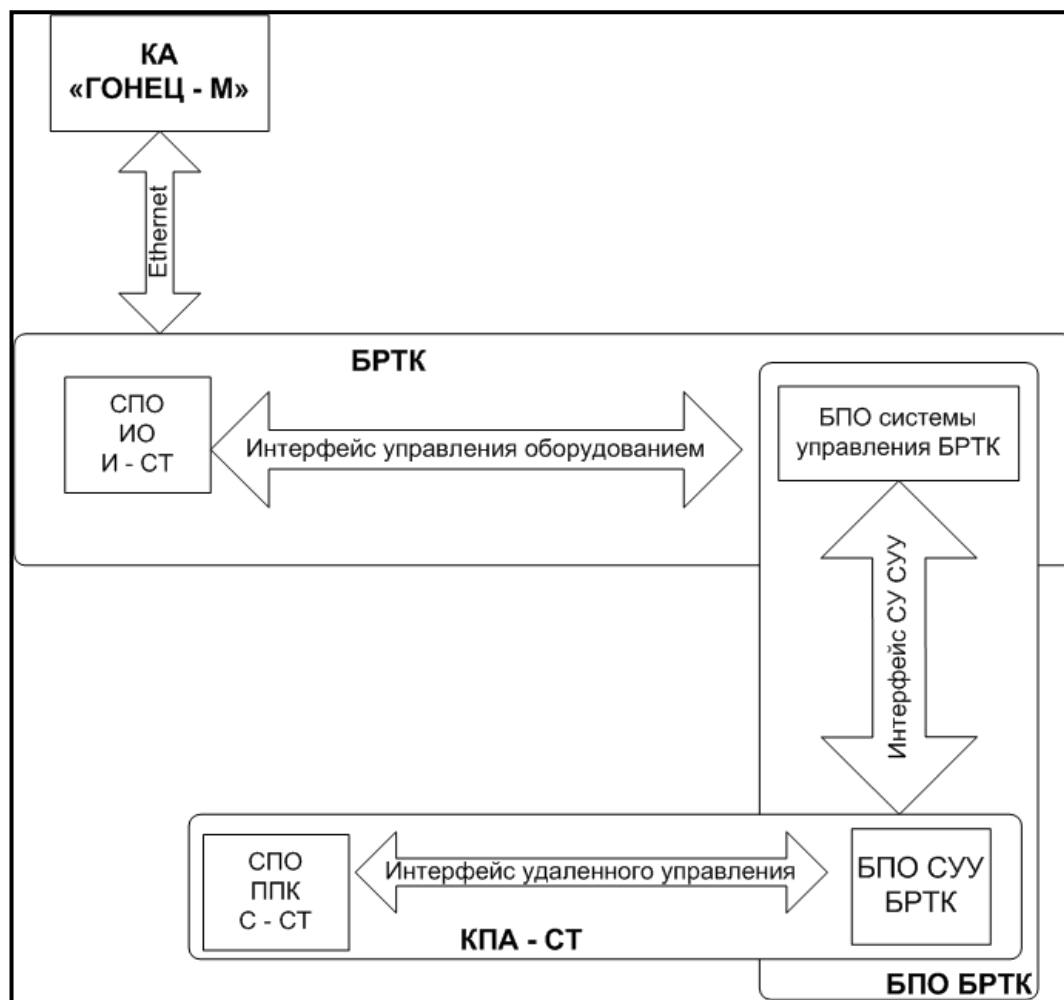 КА
«ГОНЕЦ - М»
Ethernet
БРТК
СПО
ИО
И - СТ
Интерфейс управления оборудованием
БПО системы
управления БРТК
Интерфейс СУ СУУ
СПО
ППК
С - СТ
Интерфейс удаленного управления
БПО СУУ
БРТК
КПА - СТ
БПО БРТК